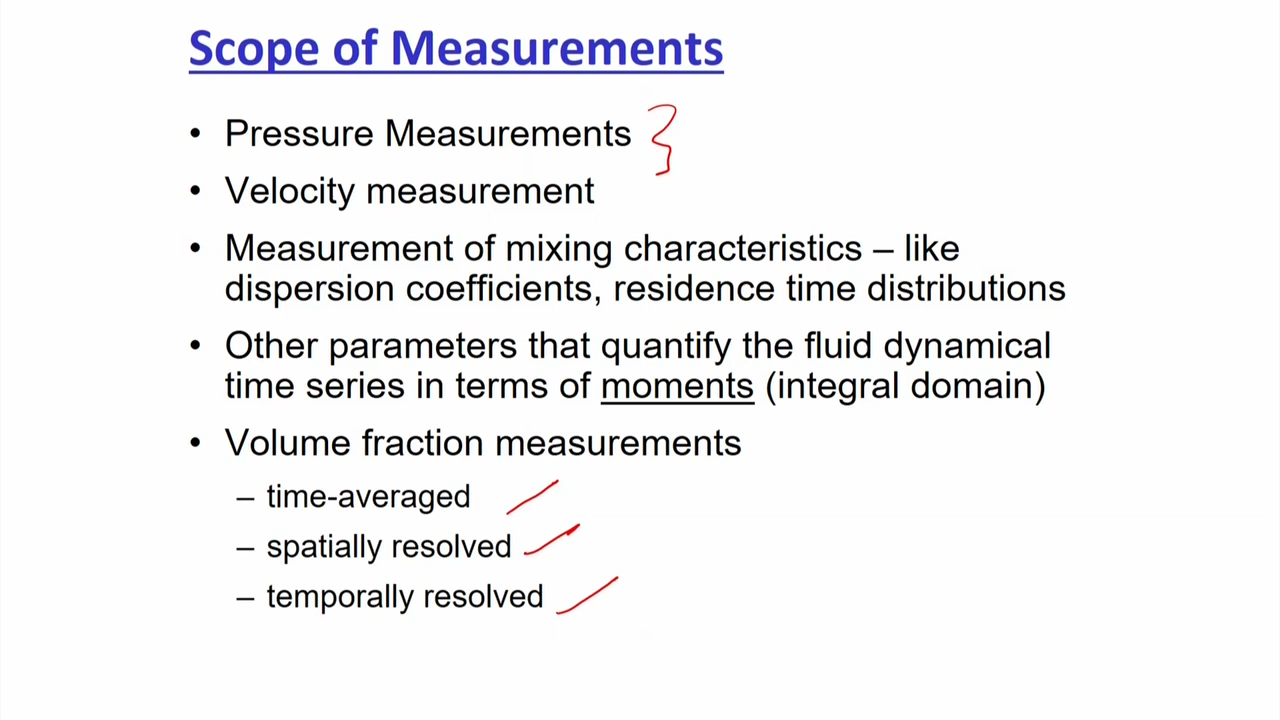 Scope of Measurements
• Pressure Measurements
• Velocity measurement
• Measurement of mixing characteristics – like
dispersion coefficients, residence time distributions
• Other parameters that quantify the fluid dynamical
time series in terms of moments (integral domain)
• Volume fraction measurements
– time-averaged
– spatially resolved
– temporally resolved